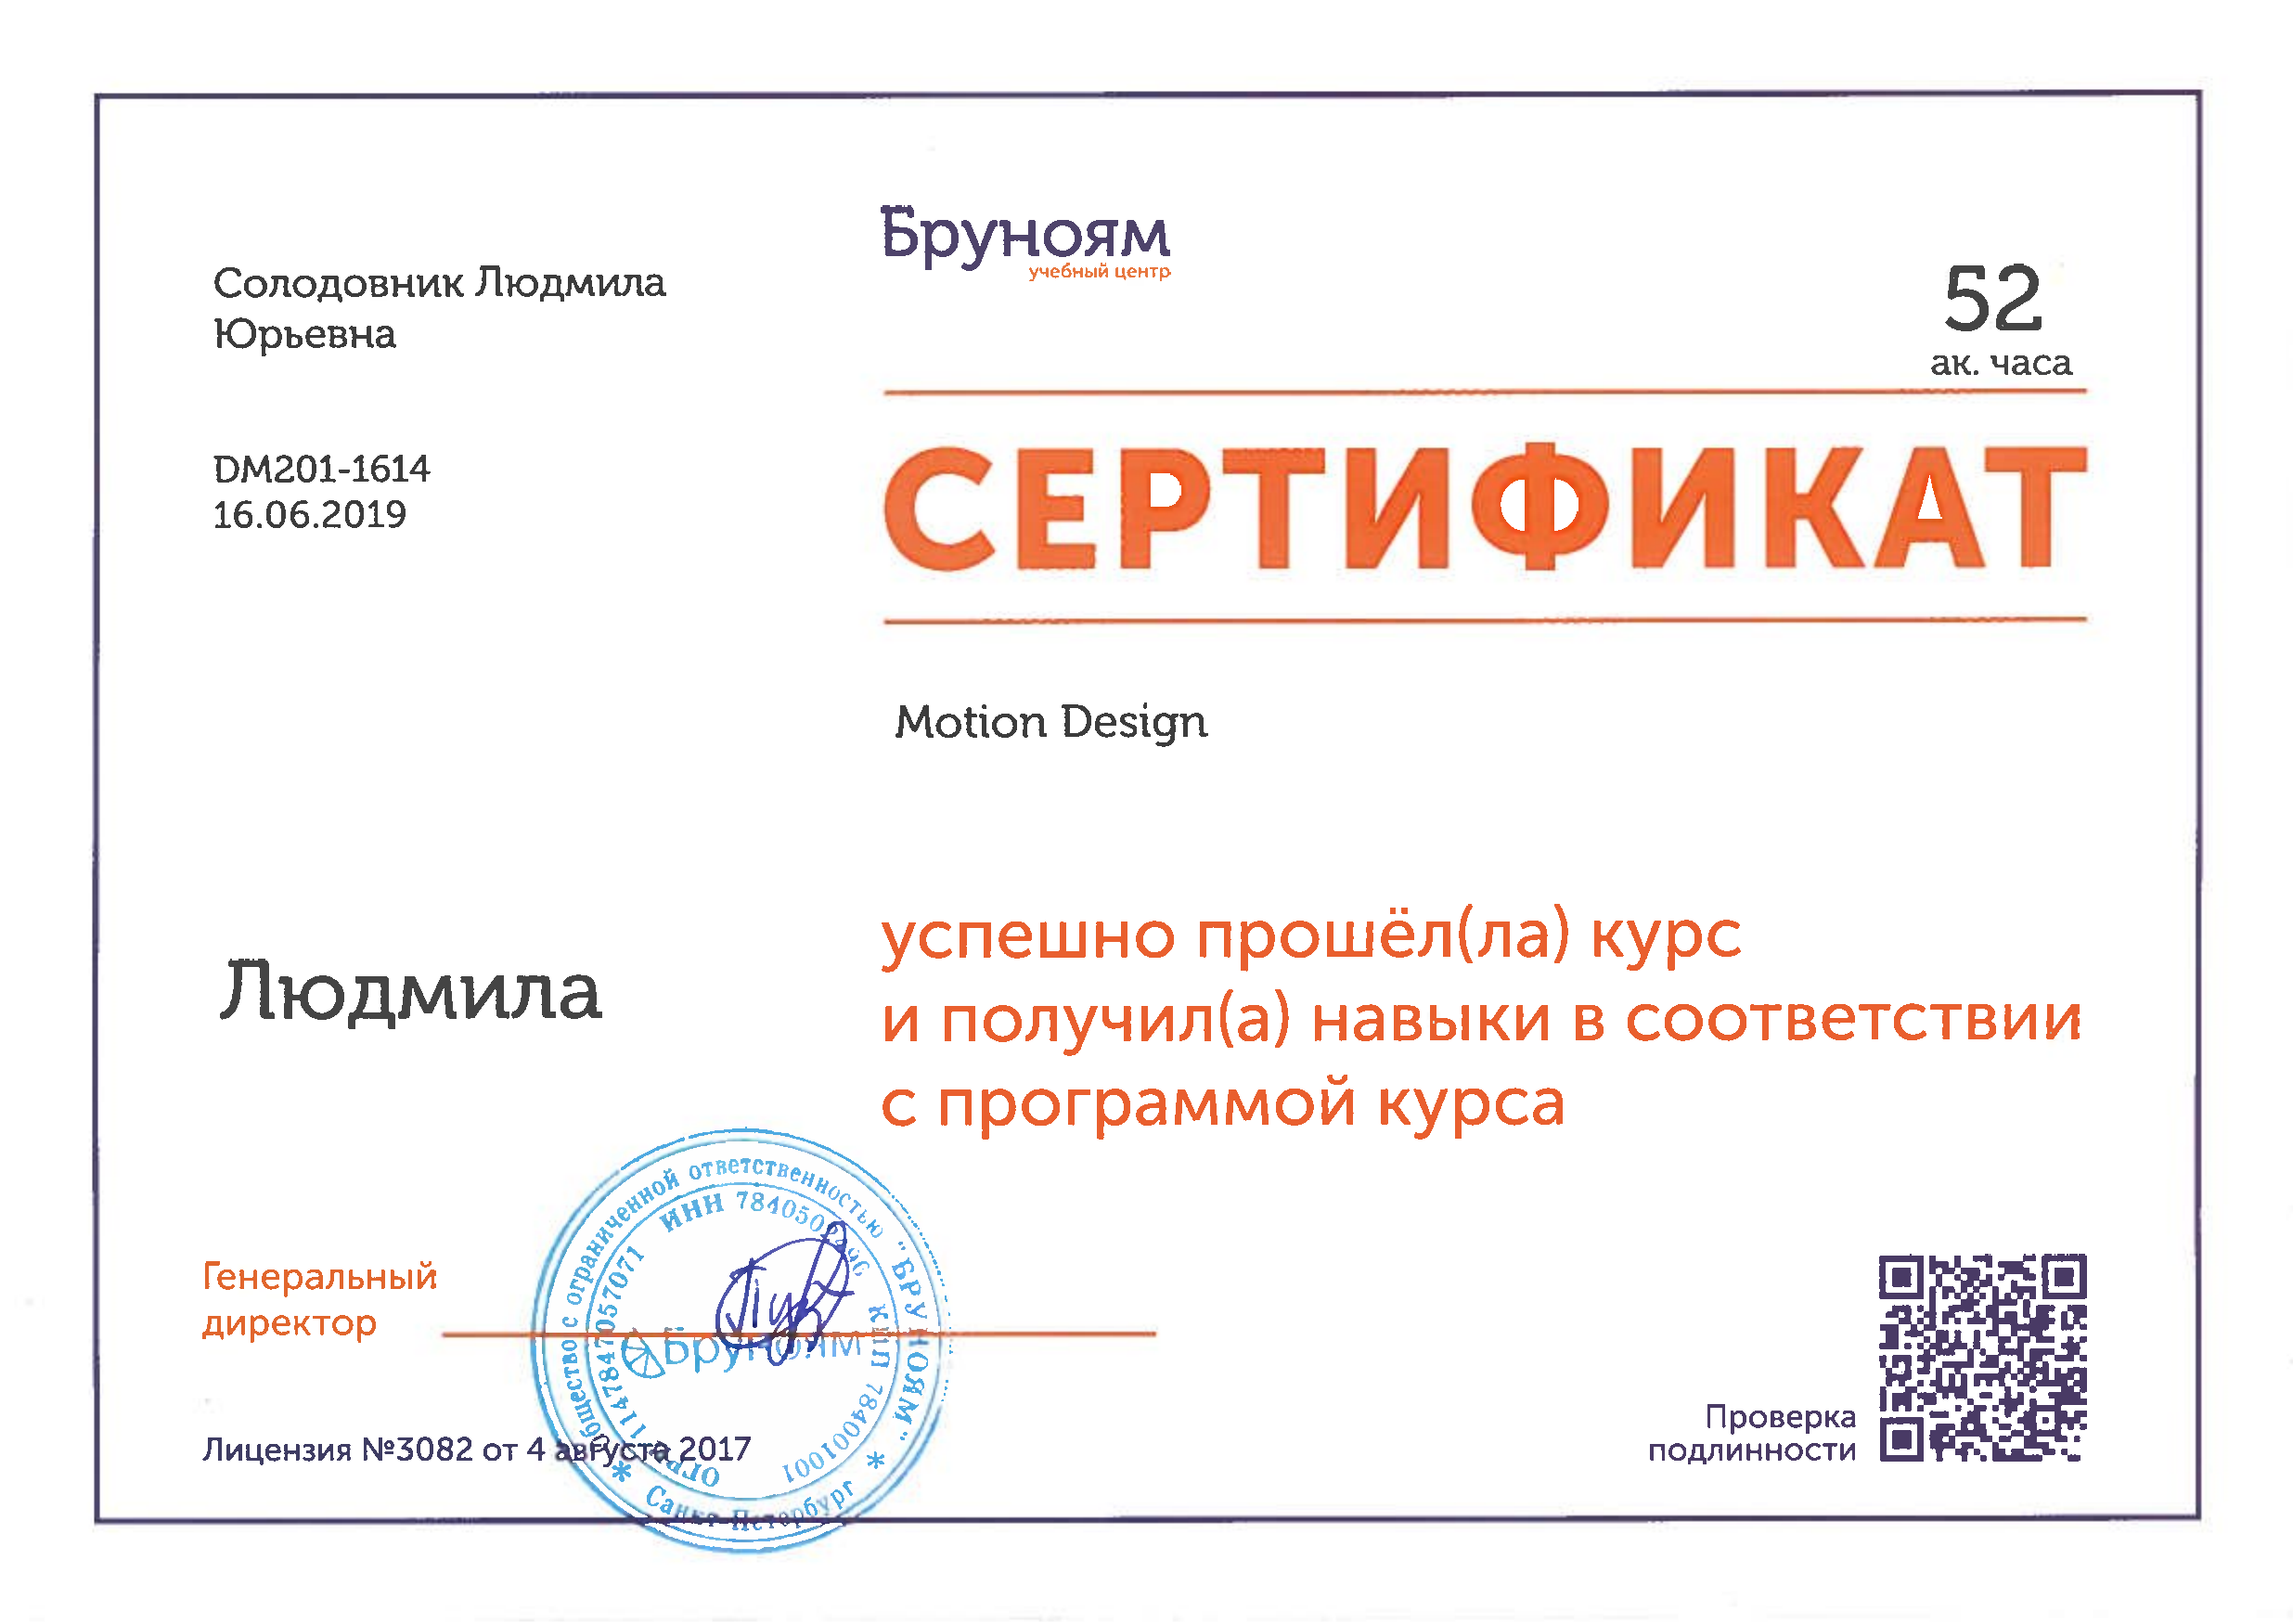 Бруноям
учебный центр
Солодовник Людмила
Юрьевна
52
ак. часа
DM201-1614
16.06.2019
СЕРТИФИКАТ
Motion Design
Людмила
успешно прошёл(ла) курс
и получил(а) навыки в соответствии
с программой курса
Генеральный
директор
общество с ограниченной ответственностью "БРУНОЯМ"
* Санкт-Петербург *
ОГРН 1147847057071 ИНН КПП 784001001
Бруноям
Лицензия №3082 от 4 августа 2017
Проверка
подлинности